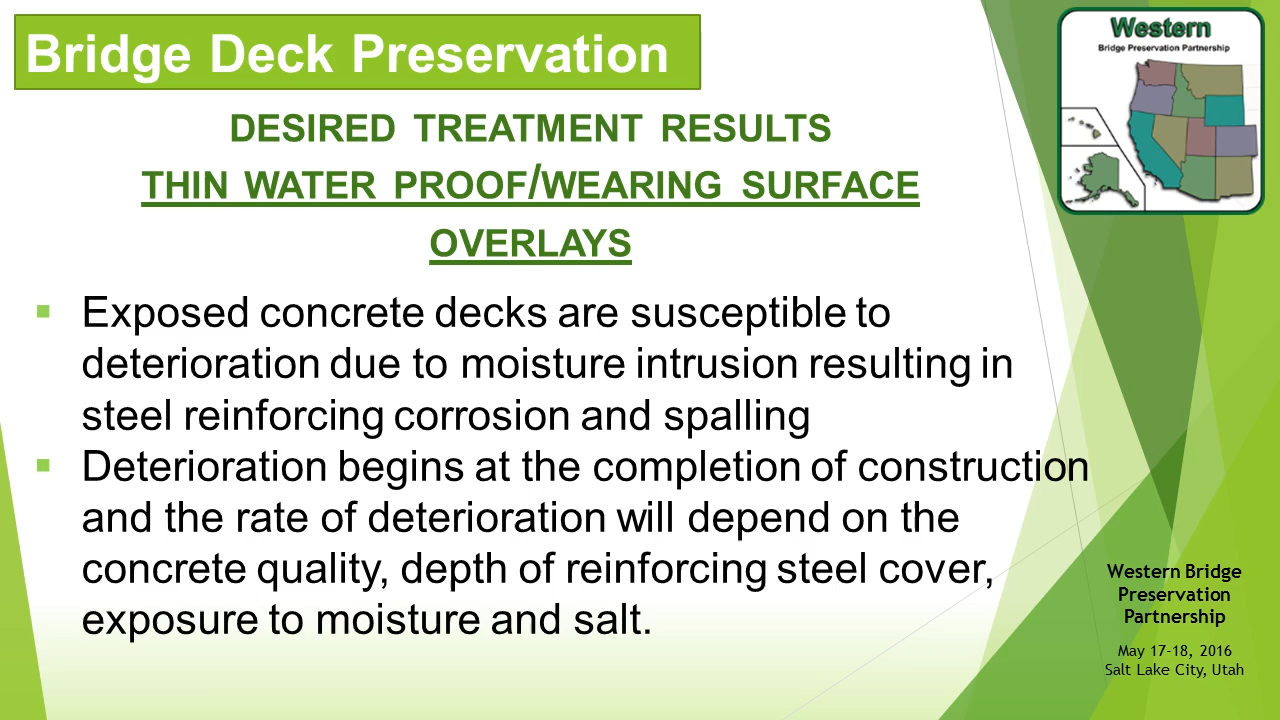 Bridge Deck Preservation
Western
Bridge Preservation Partnership
DESIRED TREATMENT RESULTS
THIN WATER PROOF/WEARING SURFACE
OVERLAYS
▪ Exposed concrete decks are susceptible to
deterioration due to moisture intrusion resulting in
steel reinforcing corrosion and spalling
▪ Deterioration begins at the completion of construction
and the rate of deterioration will depend on the
concrete quality, depth of reinforcing steel cover,
exposure to moisture and salt.
Western Bridge
Preservation
Partnership
May 17-18, 2016
Salt Lake City, Utah